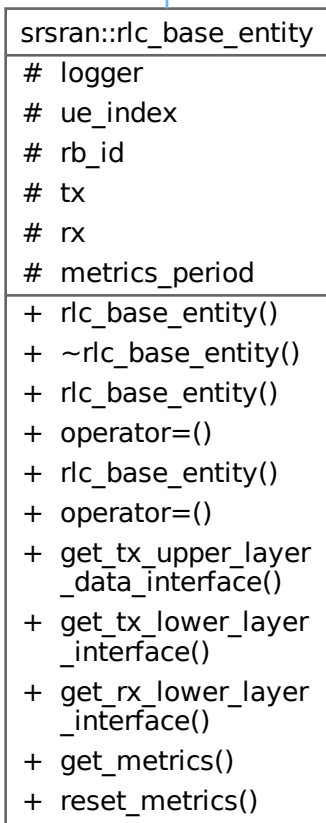 srsran::rlc_base_entity
# logger
# ue_index
# rb_id
# tx
# rx
# metrics_period
+ rlc_base_entity()
+ ~rlc_base_entity()
+ rlc_base_entity()
+ operator=()
+ rlc_base_entity()
+ operator=()
+ get_tx_upper_layer
_data_interface()
+ get_tx_lower_layer
_interface()
+ get_rx_lower_layer
_interface()
+ get_metrics()
+ reset_metrics()